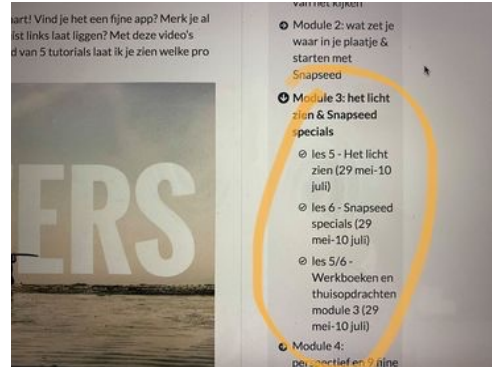 art! Vind je het een fijne app? Merk je al
ist links laat liggen? Met deze video's
d van 5 tutorials laat ik je zien welke pro
ERS
van het kijken
Module 2: wat zet je
waar in je plaatje &
starten met
Snapseed
Module 3: het licht
zien & Snapseed
specials
les 5 - Het licht
zien (29 mei-10
juli)
les 6 - Snapseed
specials (29
mei-10 juli)
les 5/6 -
Werkboeken en
thuisopdrachten
module 3 (29
mei-10 juli)
Module 4:
perspectief en 9 fijne